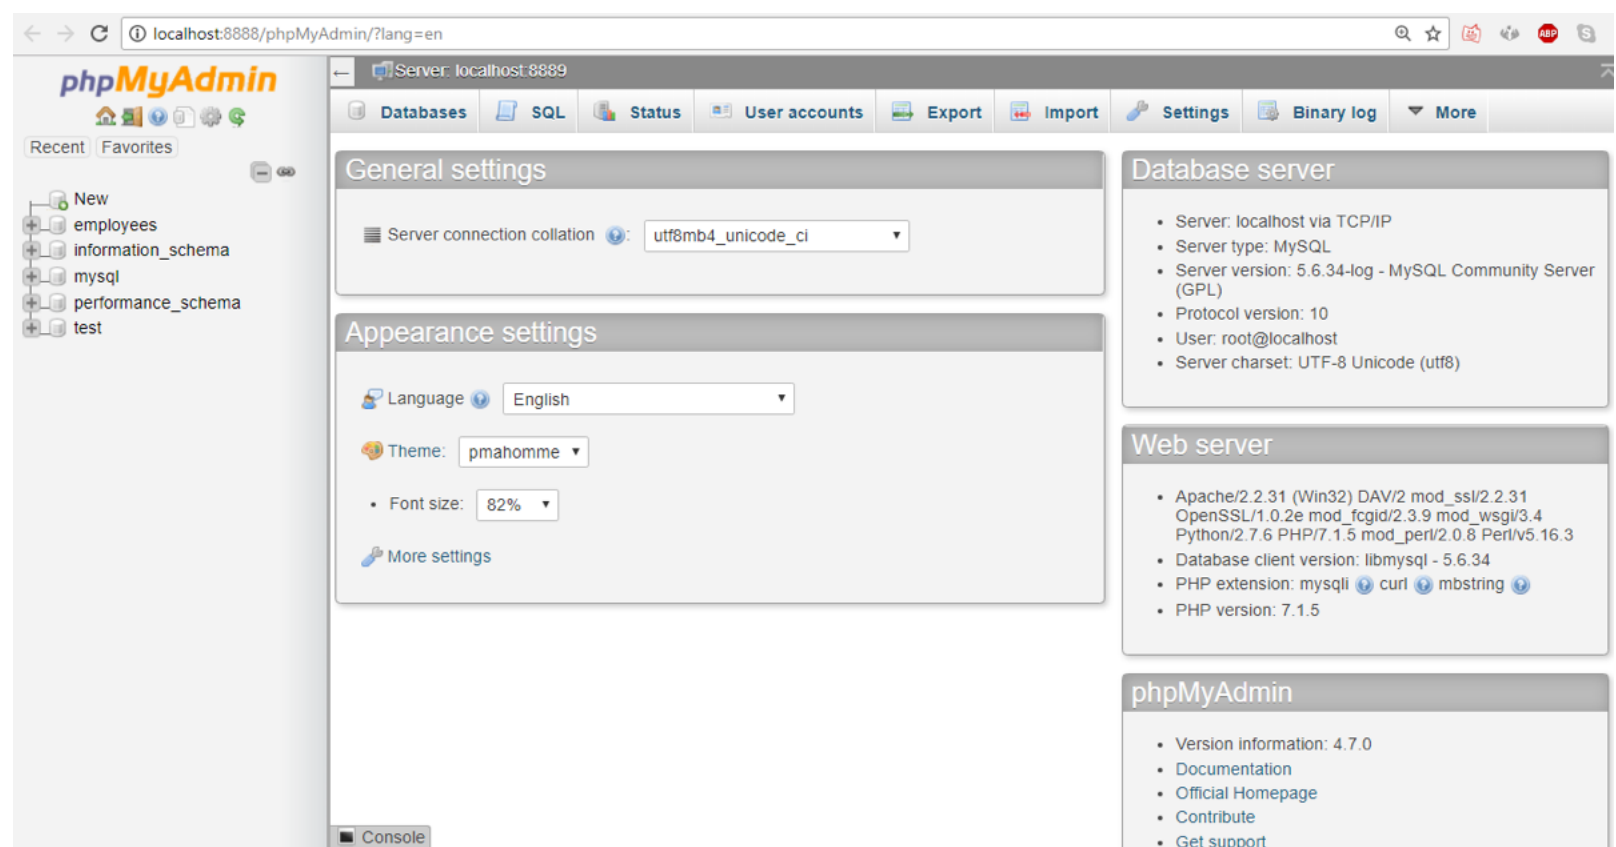 localhost:8888/phpMyAdmin/?lang=en
ABP
phpMyAdmin
Recent Favorites
New
employees
information_schema
mysql
performance_schema
test
Server: localhost:8889
Databases SQL Status User accounts Export Import Settings Binary log More
General settings
Server connection collation : utf8mb4_unicode_ci
Appearance settings
Language English
Theme: pmahomme
• Font size: 82%
More settings
Console
Database server
• Server: localhost via TCP/IP
• Server type: MySQL
• Server version: 5.6.34-log - MySQL Community Server
(GPL)
• Protocol version: 10
• User: root@localhost
• Server charset: UTF-8 Unicode (utf8)
Web server
• Apache/2.2.31 (Win32) DAV/2 mod_ssl/2.2.31
OpenSSL/1.0.2e mod_fcgid/2.3.9 mod_wsgi/3.4
Python/2.7.6 PHP/7.1.5 mod_perl/2.0.8 Perl/v5.16.3
• Database client version: libmysql - 5.6.34
• PHP extension: mysqli curl mbstring
• PHP version: 7.1.5
phpMyAdmin
• Version information: 4.7.0
• Documentation
• Official Homepage
• Contribute
• Get support